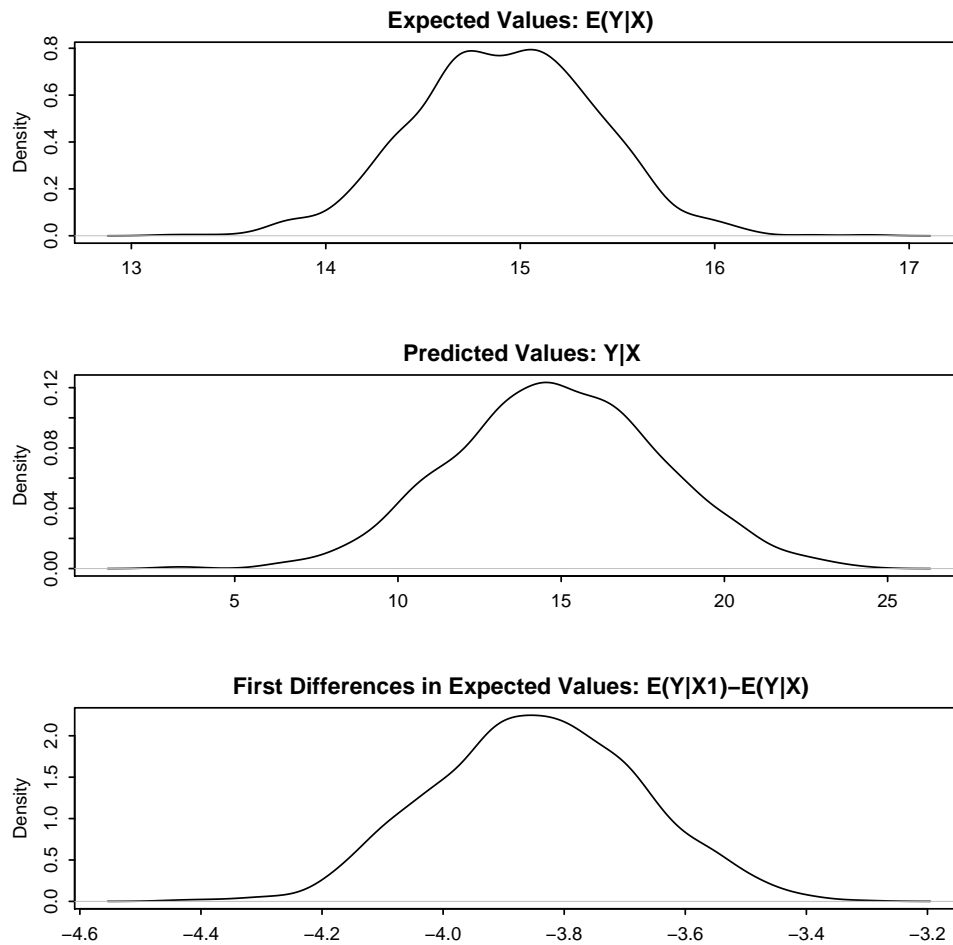 Expected Values: E(Y|X)
Density
0.0 0.2 0.4 0.6 0.8
13 14 15 16 17
Predicted Values: Y|X
Density
0.00 0.04 0.08 0.12
5 10 15 20 25
First Differences in Expected Values: E(Y|X1)−E(Y|X)
Density
0.0 0.5 1.0 1.5 2.0
−4.6 −4.4 −4.2 −4.0 −3.8 −3.6 −3.4 −3.2